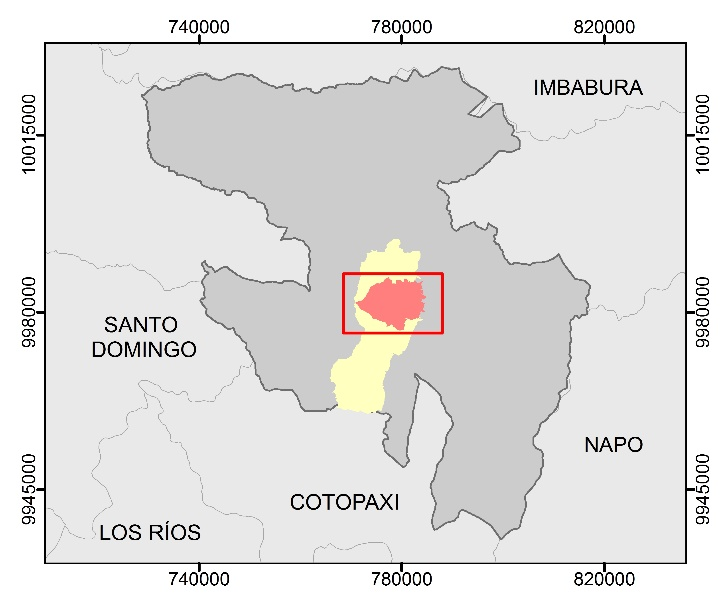 740000 780000 820000
IMBABURA
10015000 10015000
9980000 9980000
SANTO
DOMINGO
NAPO
9945000 9945000
COTOPAXI
LOS RÍOS
740000 780000 820000